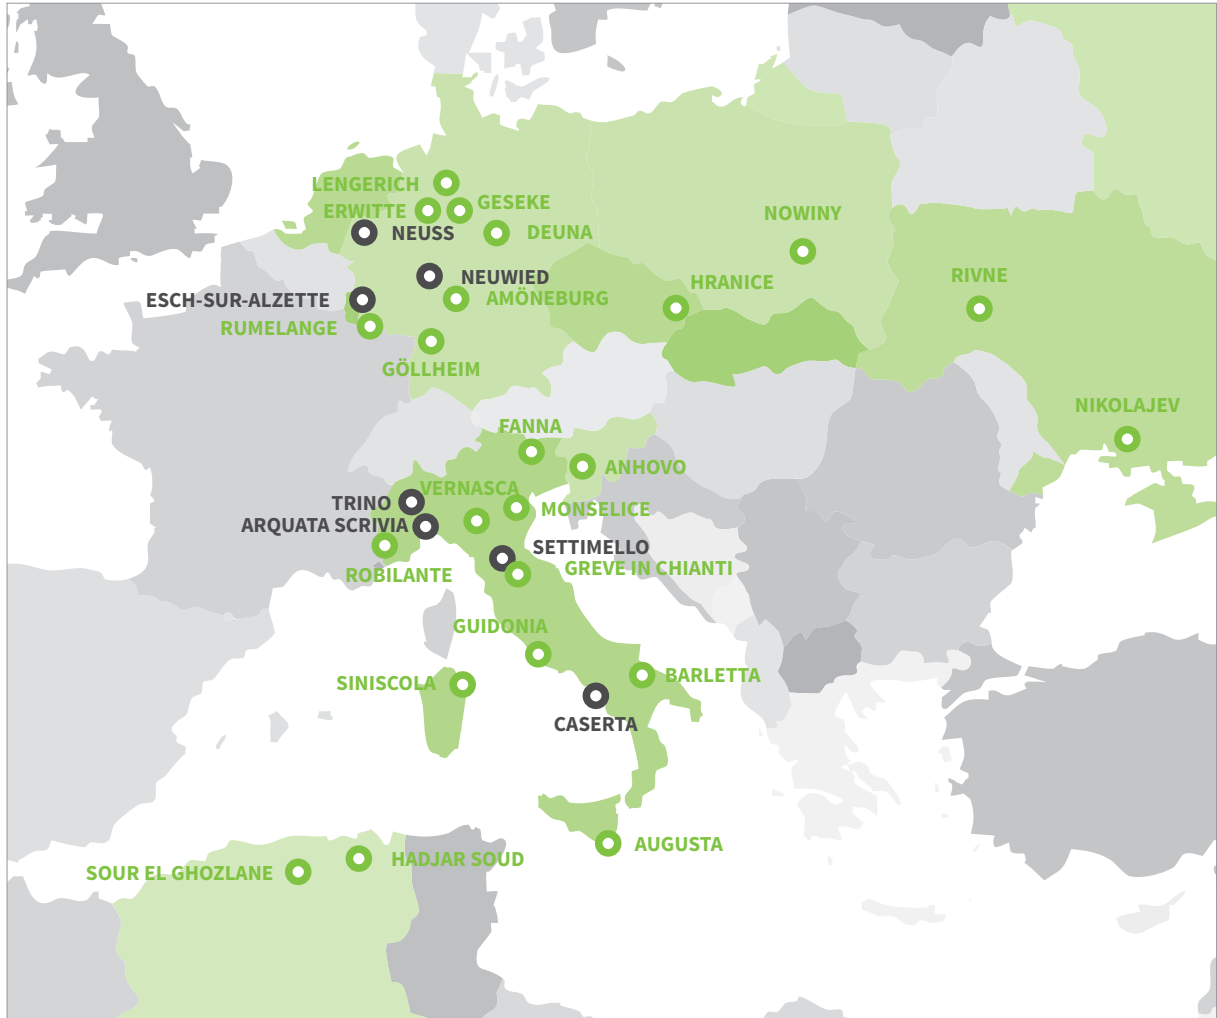 LENGERICH
GESEKE
ERWITTE
NEUSS
DEUNA
NOWINY
NEUWIED
HRANICE
RIVNE
ESCH-SUR-ALZETTE
AMÖNEBURG
RUMELANGE
GÖLLHEIM
NIKOLAJEV
FANNA
ANHOVO
VERNASCA
TRINO
MONSELICE
ARQUATA SCRIVIA
SETTIMELLO
GREVE IN CHIANTI
ROBILANTE
GUIDONIA
BARLETTA
SINISCOLA
CASERTA
AUGUSTA
HADJAR SOUD
SOUR EL GHOZLANE